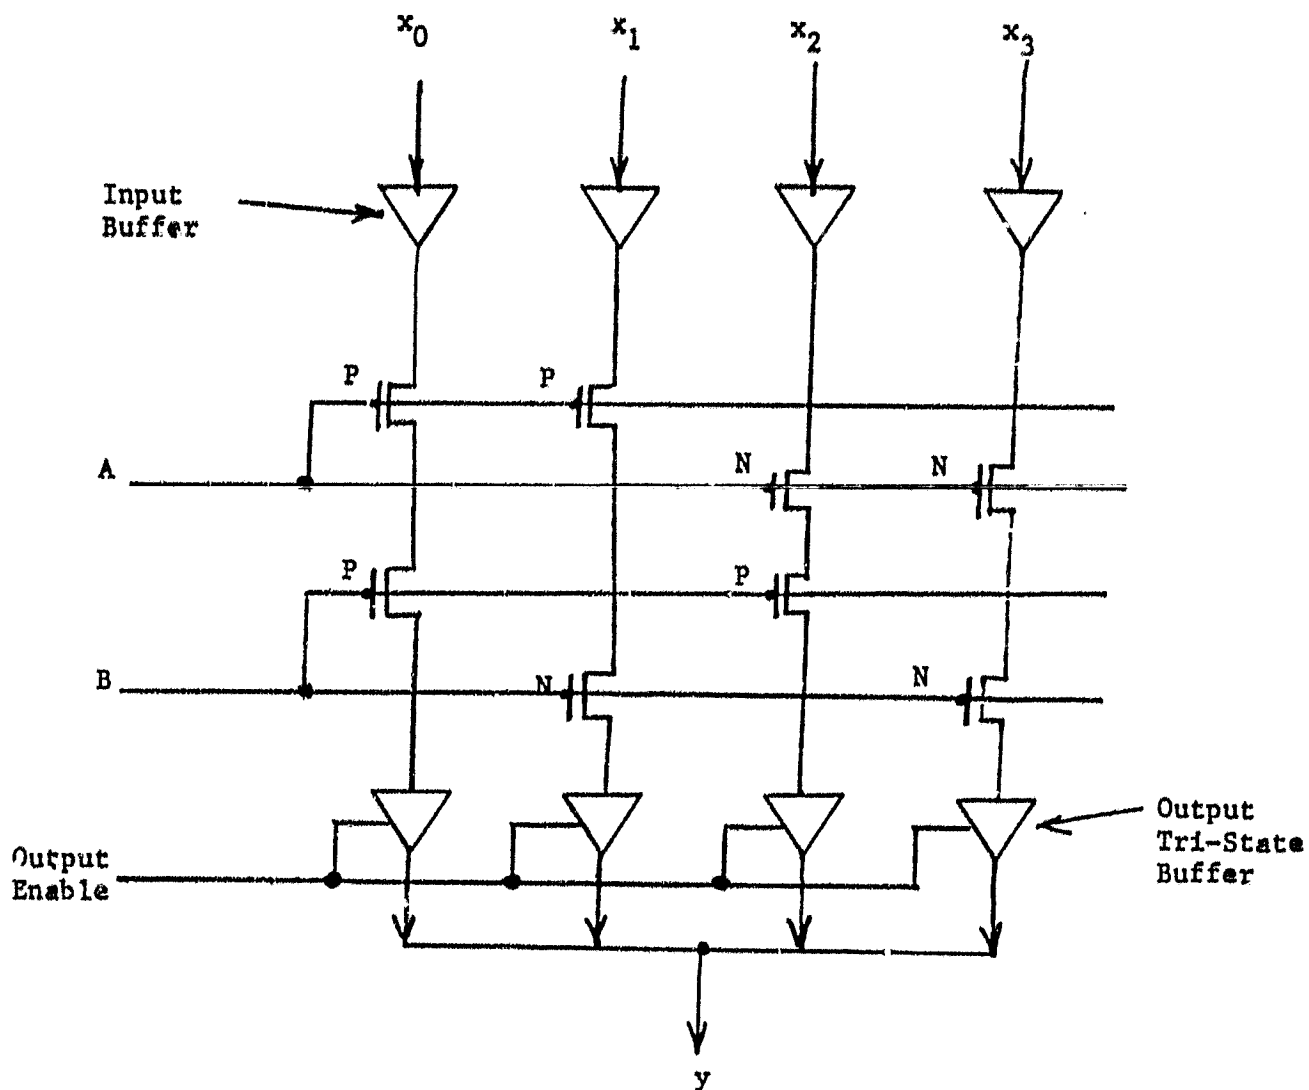 x0 x1 x2 x3
Input
Buffer
P P
A N N
P P
B N N
Output
Enable
Output
Tri-State
Buffer
y